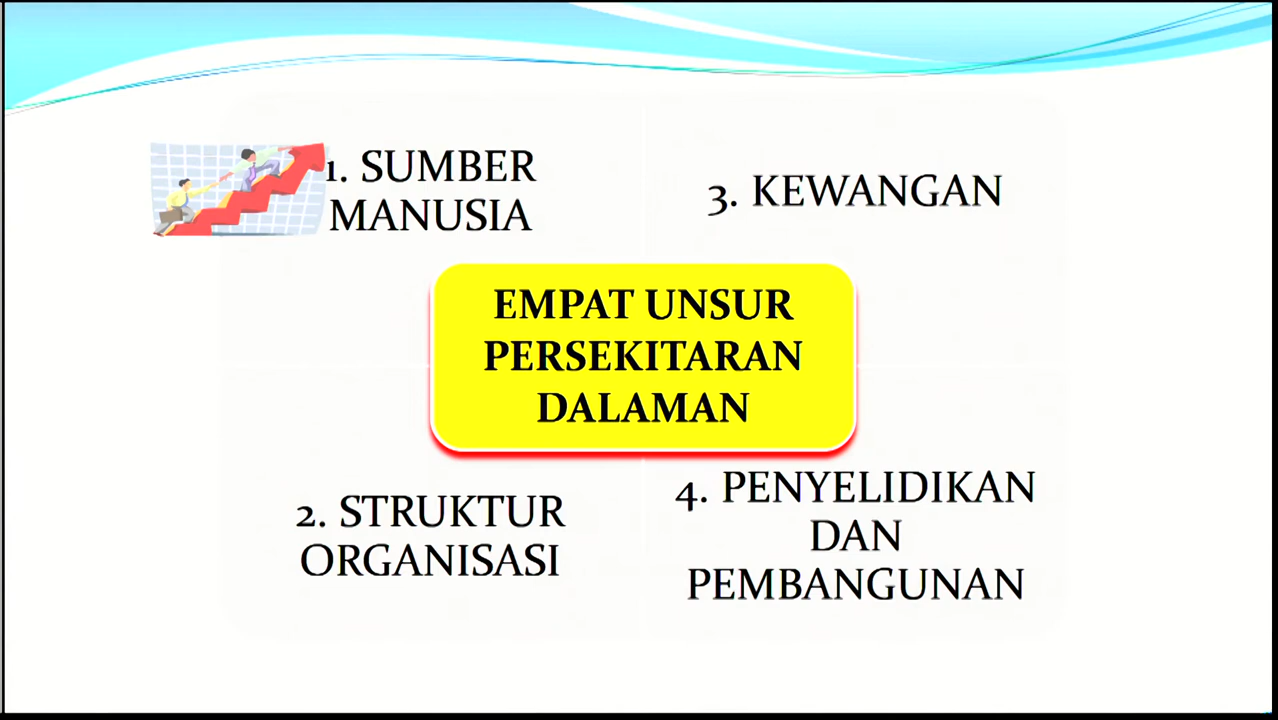 1. SUMBER
MANUSIA
3. KEWANGAN
EMPAT UNSUR
PERSEKITARAN
DALAMAN
2. STRUKTUR
ORGANISASI
4. PENYELIDIKAN
DAN
PEMBANGUNAN